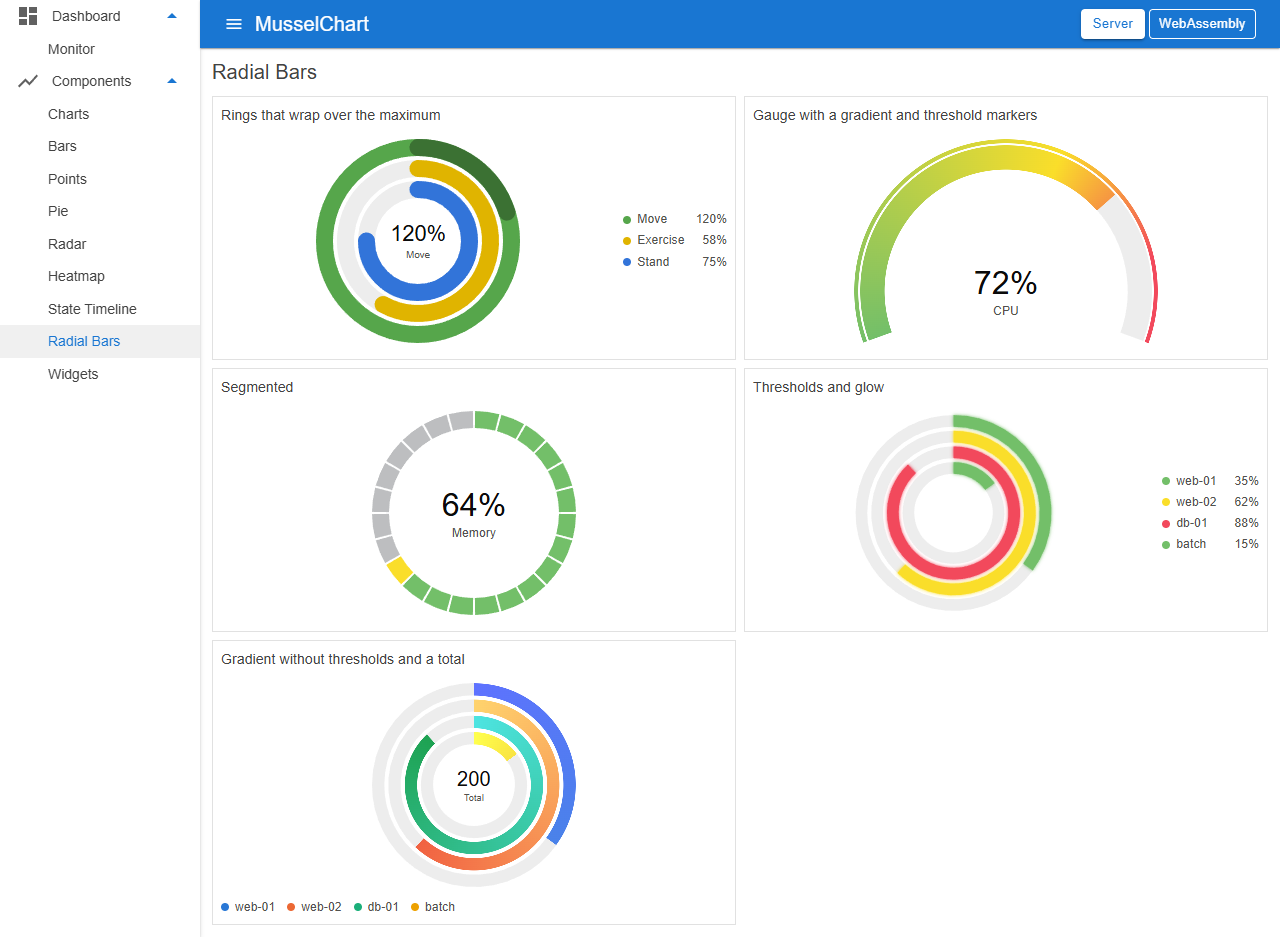 Dashboard
Monitor
Components
Charts
Bars
Points
Pie
Radar
Heatmap
State Timeline
Radial Bars
Widgets
MusselChart
Server
WebAssembly
Radial Bars
Rings that wrap over the maximum
120%
Move
Move 120%
Exercise 58%
Stand 75%
Gauge with a gradient and threshold markers
72%
CPU
Segmented
64%
Memory
Thresholds and glow
web-01 35%
web-02 62%
db-01 88%
batch 15%
Gradient without thresholds and a total
200
Total
web-01 web-02 db-01 batch